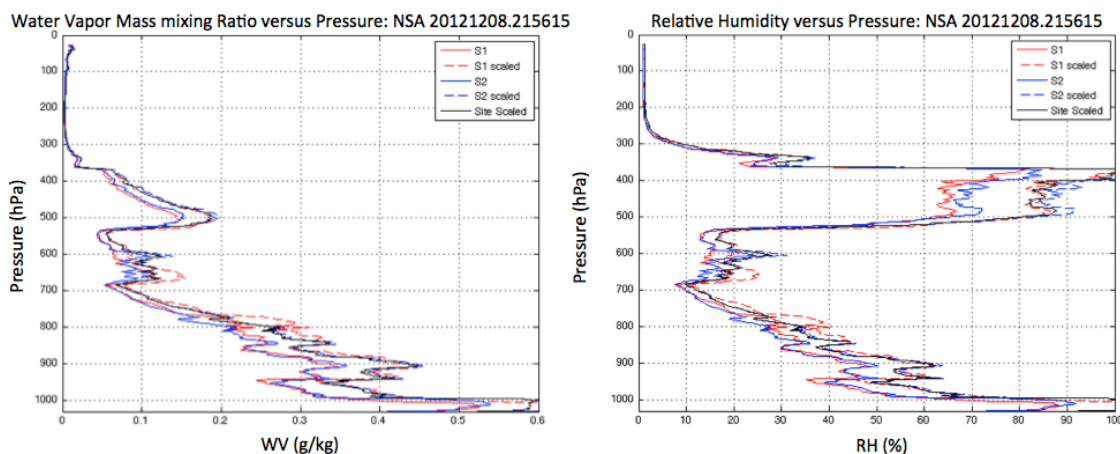 Water Vapor Mass mixing Ratio versus Pressure: NSA 20121208.215615
0
100
200
300
400
500
600
700
800
900
1000
Pressure (hPa)
S1
S1 scaled
S2
S2 scaled
Site Scaled
0
0.1
0.2
0.3
0.4
0.5
0.6
WV (g/kg)
Relative Humidity versus Pressure: NSA 20121208.215615
0
100
200
300
400
500
600
700
800
900
1000
Pressure (hPa)
S1
S1 scaled
S2
S2 scaled
Site Scaled
0
10
20
30
40
50
60
70
80
90
100
RH (%)